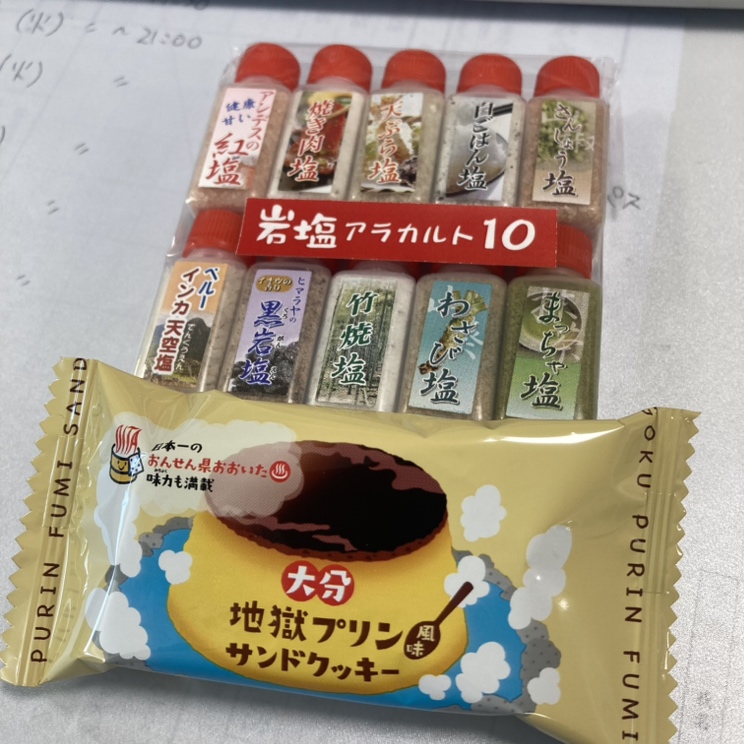 (火) = ~ 21:00
(火) =
アンデスの
健康い
甘い
紅塩
焼き肉塩
天ぷら塩
白ごはん塩
さんしょう塩
岩塩アラカルト10
ペルー
インカ天空塩
ヒマラヤの
黒岩塩
竹焼塩
わさび塩
まっちゃ塩
PURIN FUMI SAND
日本一の
おんせん県おおいた
味力も満載
大分
地獄プリン風味
サンドクッキー
GOKU PURIN FUMI